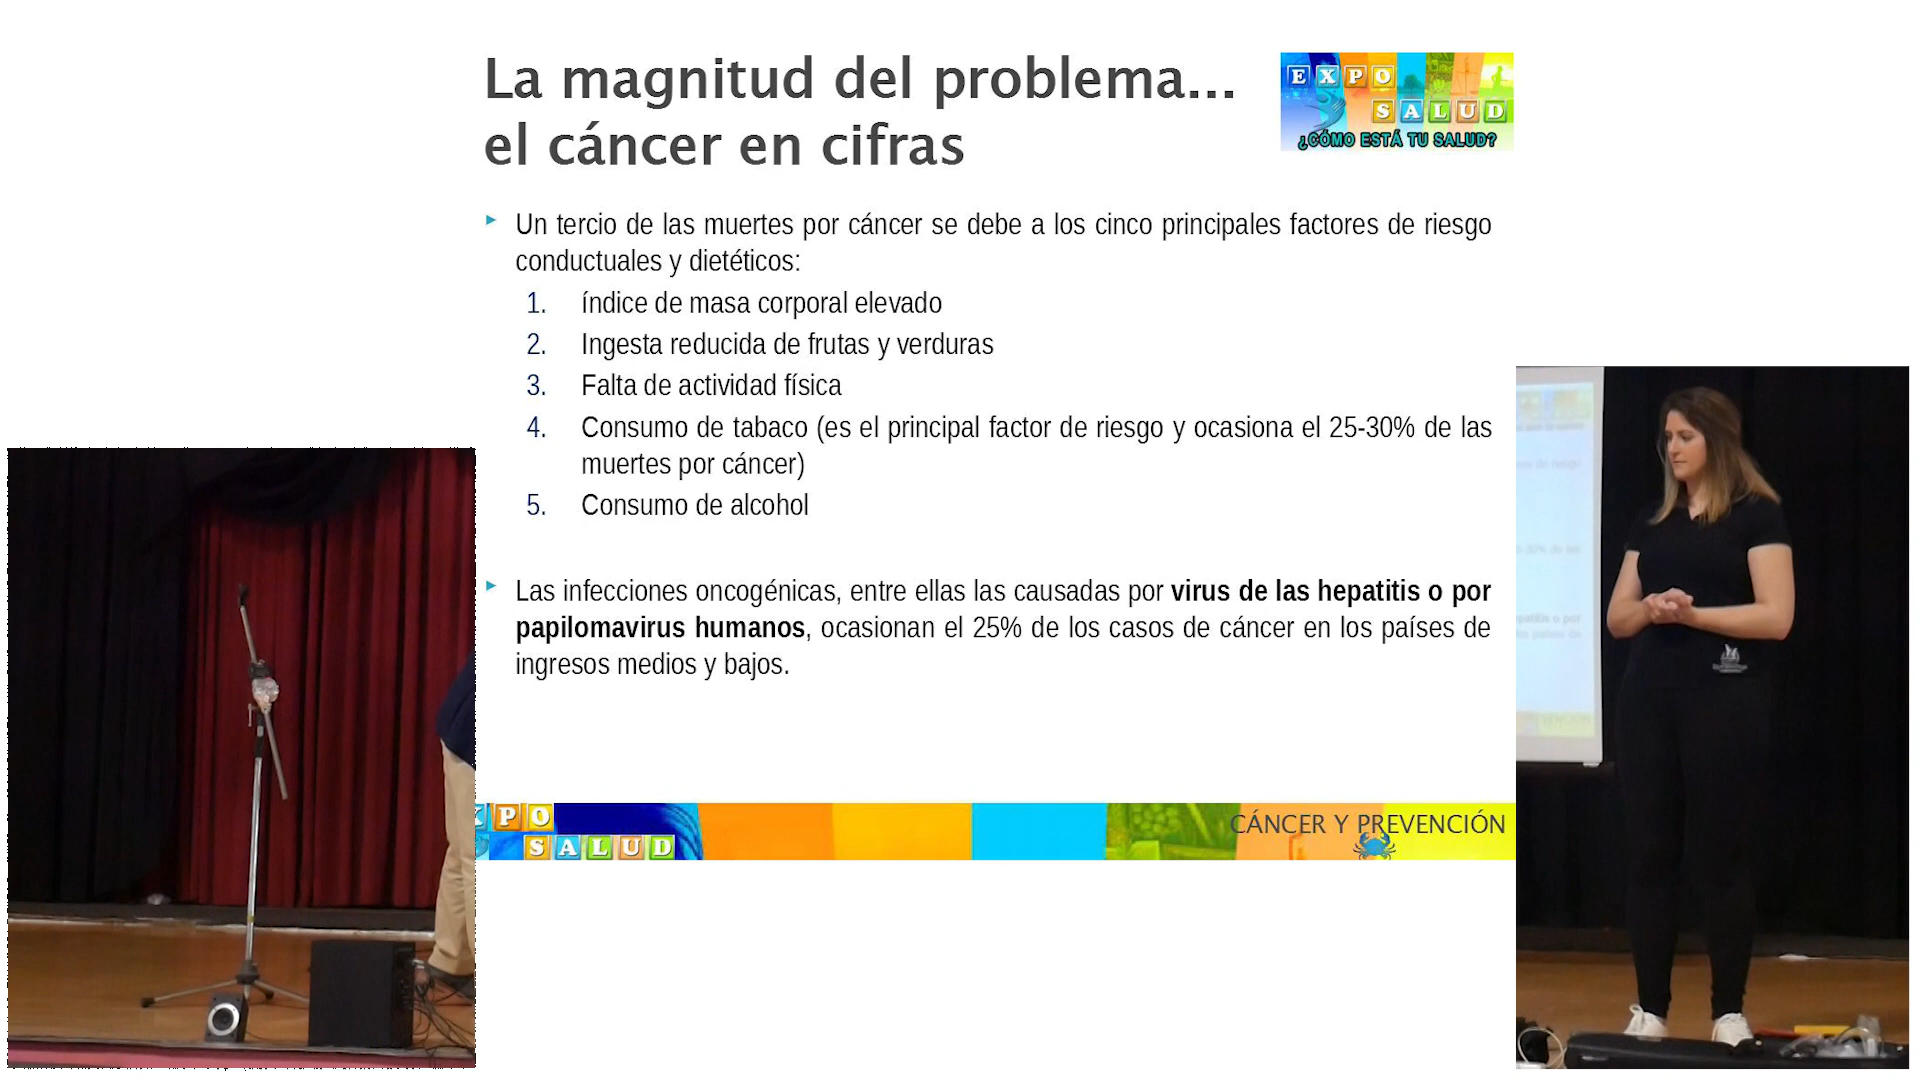 La magnitud del problema...
el cáncer en cifras
EXPO
SALUD
¿CÓMO ESTÁ TU SALUD?
Un tercio de las muertes por cáncer se debe a los cinco principales factores de riesgo
conductuales y dietéticos:
1. índice de masa corporal elevado
2. Ingesta reducida de frutas y verduras
3. Falta de actividad física
4. Consumo de tabaco (es el principal factor de riesgo y ocasiona el 25-30% de las
muertes por cáncer)
5. Consumo de alcohol
Las infecciones oncogénicas, entre ellas las causadas por virus de las hepatitis o por
papilomavirus humanos, ocasionan el 25% de los casos de cáncer en los países de
ingresos medios y bajos.
XPO
SALUD
CÁNCER Y PREVENCIÓN